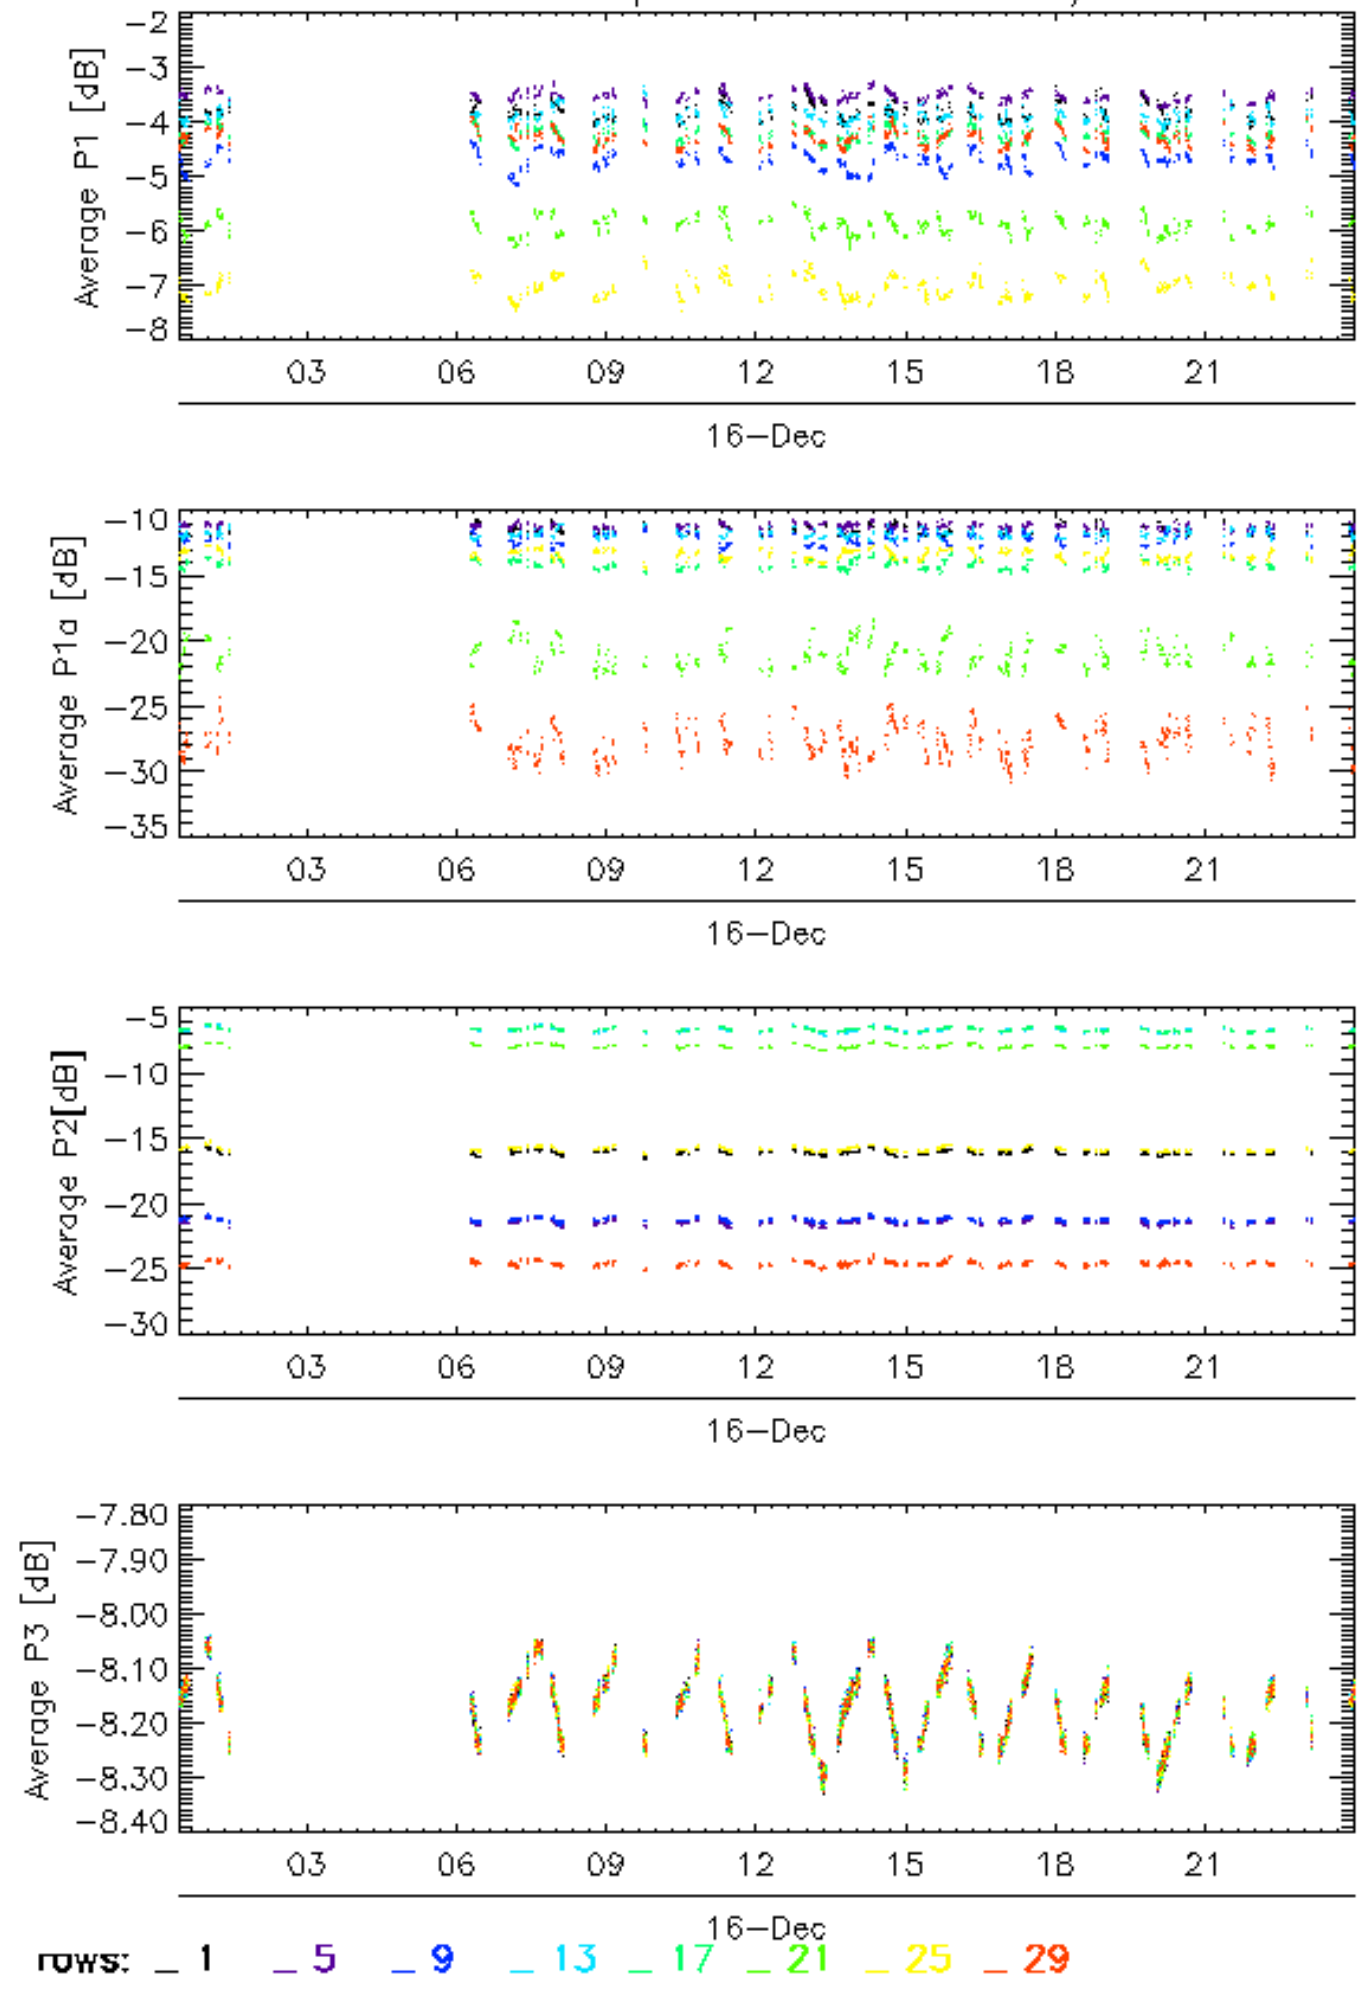 Average P1 [dB]
−2
−3
−4
−5
−6
−7
−8
03 06 09 12 15 18 21
16−Dec
Average P1a [dB]
−10
−15
−20
−25
−30
−35
03 06 09 12 15 18 21
16−Dec
Average P2[dB]
−5
−10
−15
−20
−25
−30
03 06 09 12 15 18 21
16−Dec
Average P3 [dB]
−7.80
−7.90
−8.00
−8.10
−8.20
−8.30
−8.40
03 06 09 12 15 18 21
16−Dec
rows: _ 1 _ 5 _ 9 _ 13 _ 17 _ 21 _ 25 _ 29